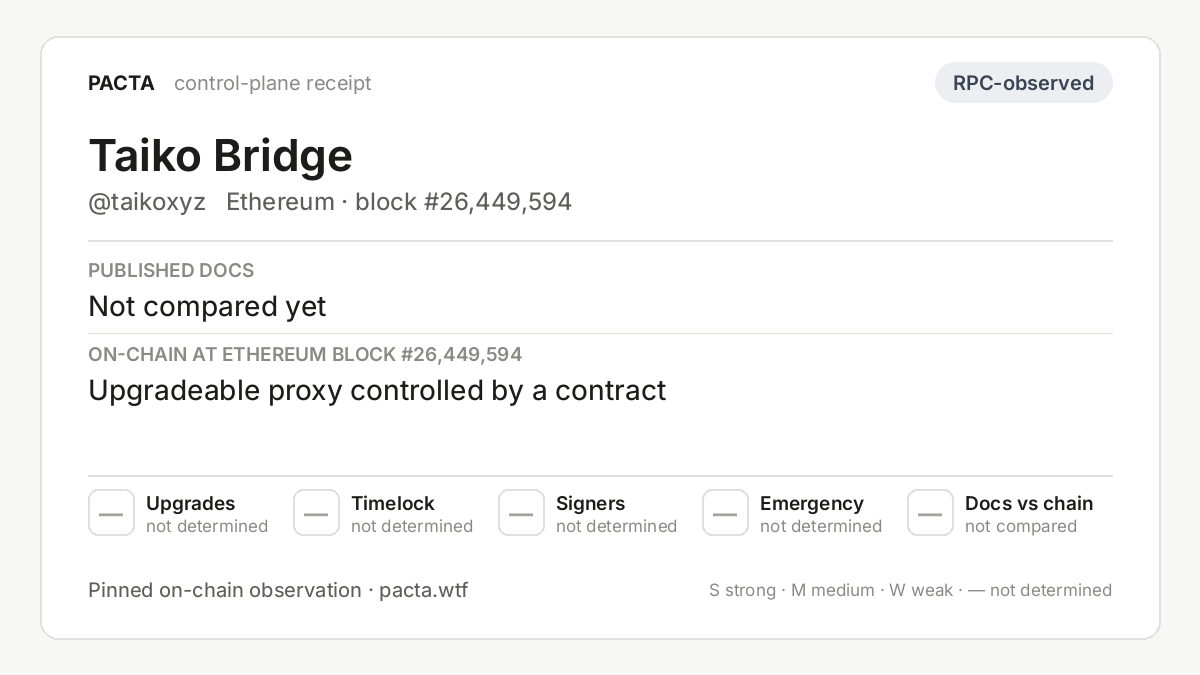 PACTA control-plane receipt
RPC-observed
Taiko Bridge
@taikoxyz Ethereum · block #26,449,594
PUBLISHED DOCS
Not compared yet
ON-CHAIN AT ETHEREUM BLOCK #26,449,594
Upgradeable proxy controlled by a contract
— Upgrades
not determined
— Timelock
not determined
— Signers
not determined
— Emergency
not determined
— Docs vs chain
not compared
Pinned on-chain observation · pacta.wtf
S strong · M medium · W weak · — not determined